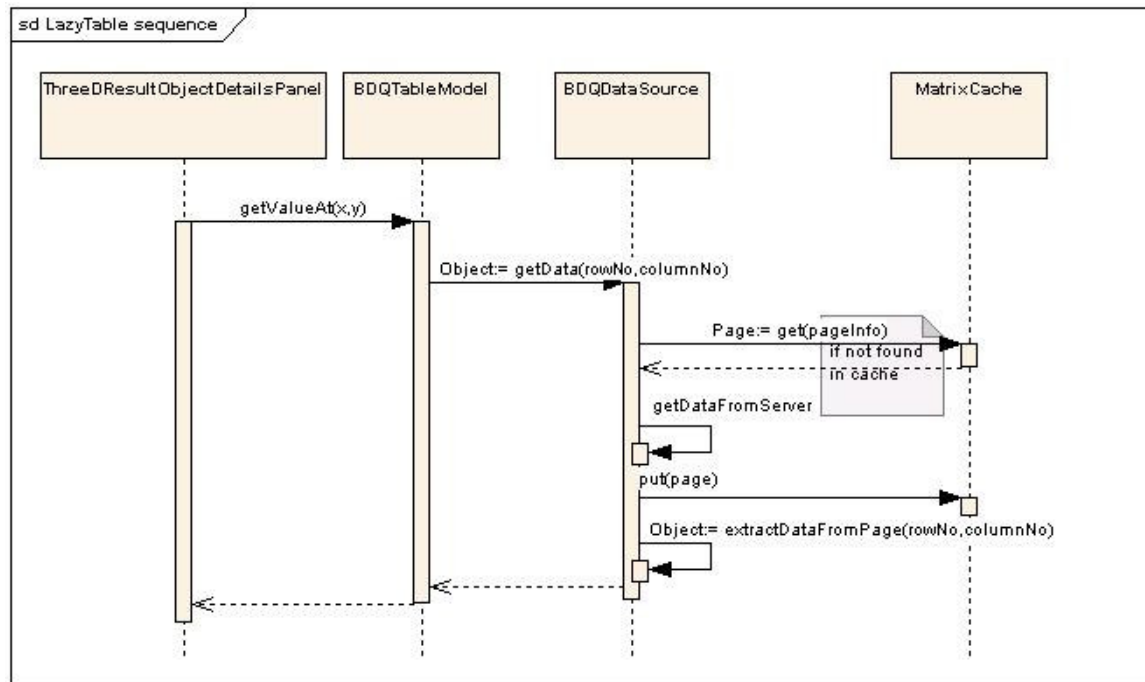 sd LazyTable sequence
ThreeDResultObjectDetailsPanel
BDQTableModel
BDQDataSource
MatrixCache
getValueAt(x,y)
Object:= getData(rowNo,columnNo)
Page:= get(pageInfo)
if not found
in cache
getDataFromServer
put(page)
Object:= extractDataFromPage(rowNo,columnNo)